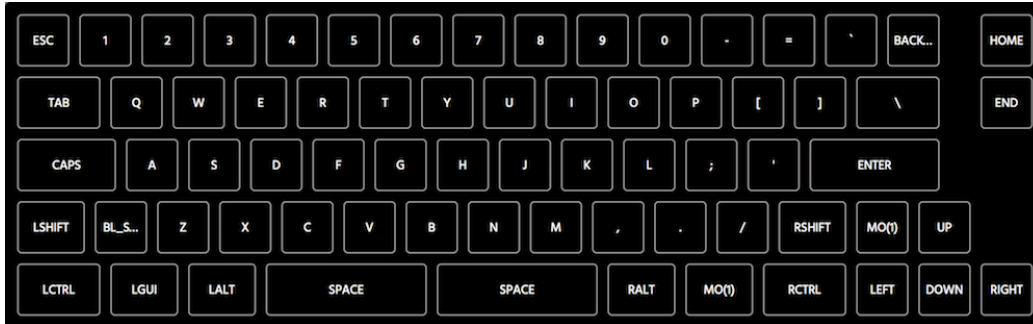 ESC 1 2 3 4 5 6 7 8 9 0 - = ` BACK... HOME
TAB Q W E R T Y U I O P [ ] \ END
CAPS A S D F G H J K L ; ' ENTER
LSHIFT BL_S... Z X C V B N M , . / RSHIFT MO(1) UP
LCTRL LGUI LALT SPACE SPACE RALT MO(1) RCTRL LEFT DOWN RIGHT